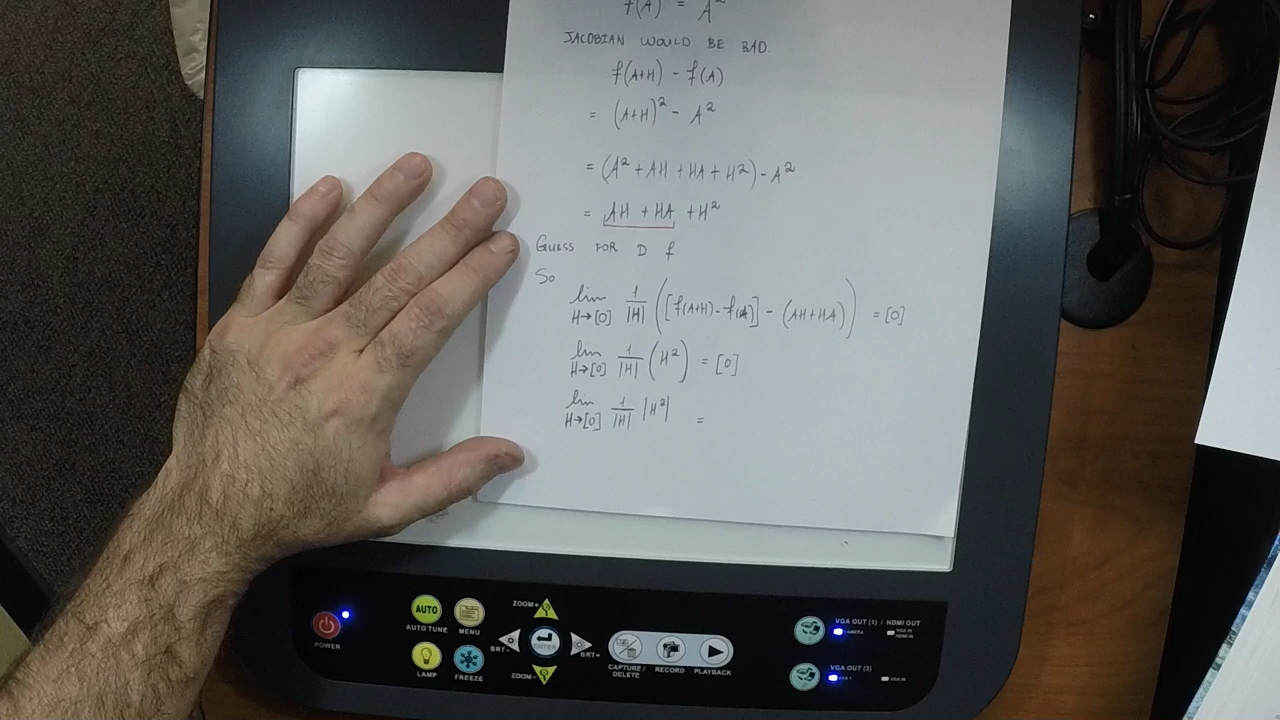 f(A) = A²
JACOBIAN WOULD BE BAD.
f(A+H) - f(A)
= (A+H)² - A²
= (A² + AH + HA + H²) - A²
= AH + HA + H²
GUESS FOR D f
SO
lim H→[0] 1/|H| ([f(A+H) - f(A)] - (AH+HA)) = [0]
lim H→[0] 1/|H| (H²) = [0]
lim H→[0] 1/|H| |H²| =
POWER
AUTO
AUTO TUNE
MENU
LAMP
FREEZE
ZOOM+
BRT-
ENTER
BRT+
ZOOM-
CAPTURE / DELETE
RECORD
PLAYBACK
VGA OUT (1) / HDMI OUT
VGA OUT (2)